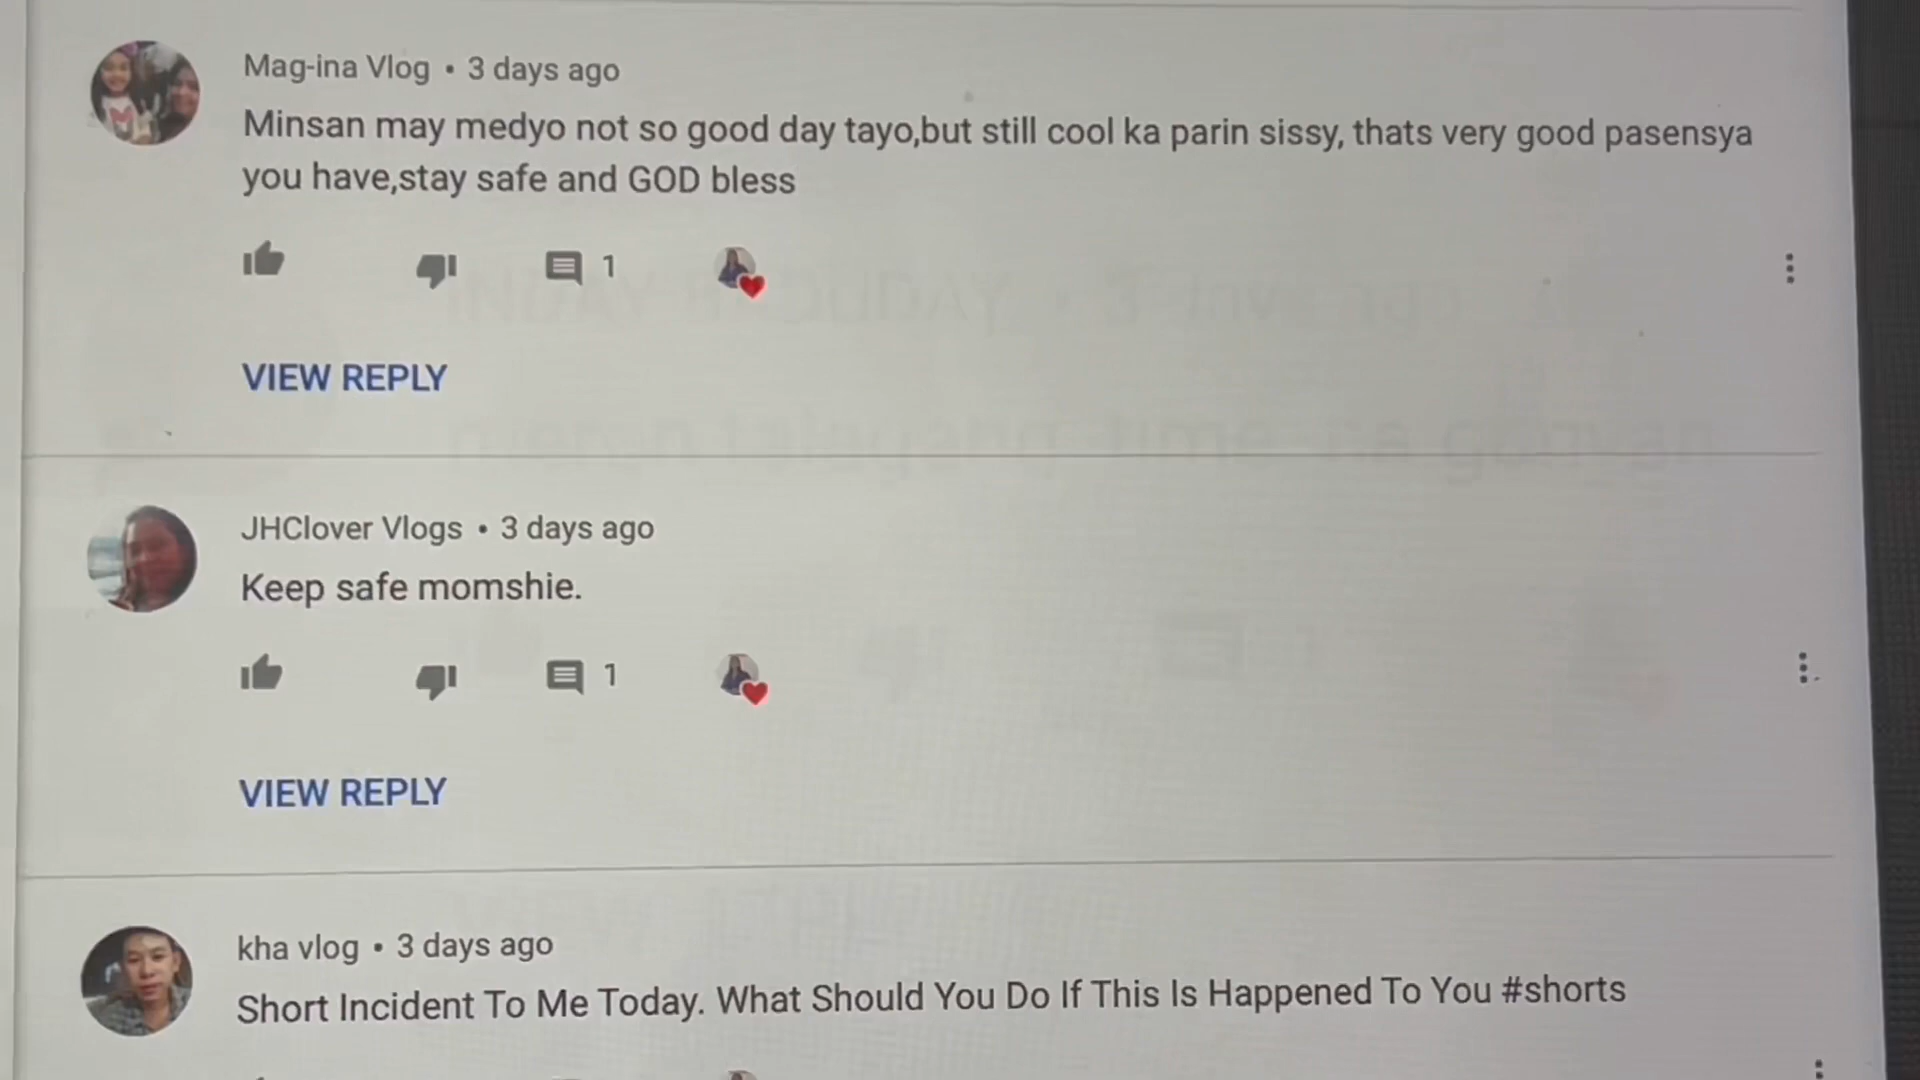 Mag-ina Vlog • 3 days ago
Minsan may medyo not so good day tayo,but still cool ka parin sissy, thats very good pasensya
you have,stay safe and GOD bless
1
VIEW REPLY
JHClover Vlogs • 3 days ago
Keep safe momshie.
1
VIEW REPLY
kha vlog • 3 days ago
Short Incident To Me Today. What Should You Do If This Is Happened To You #shorts